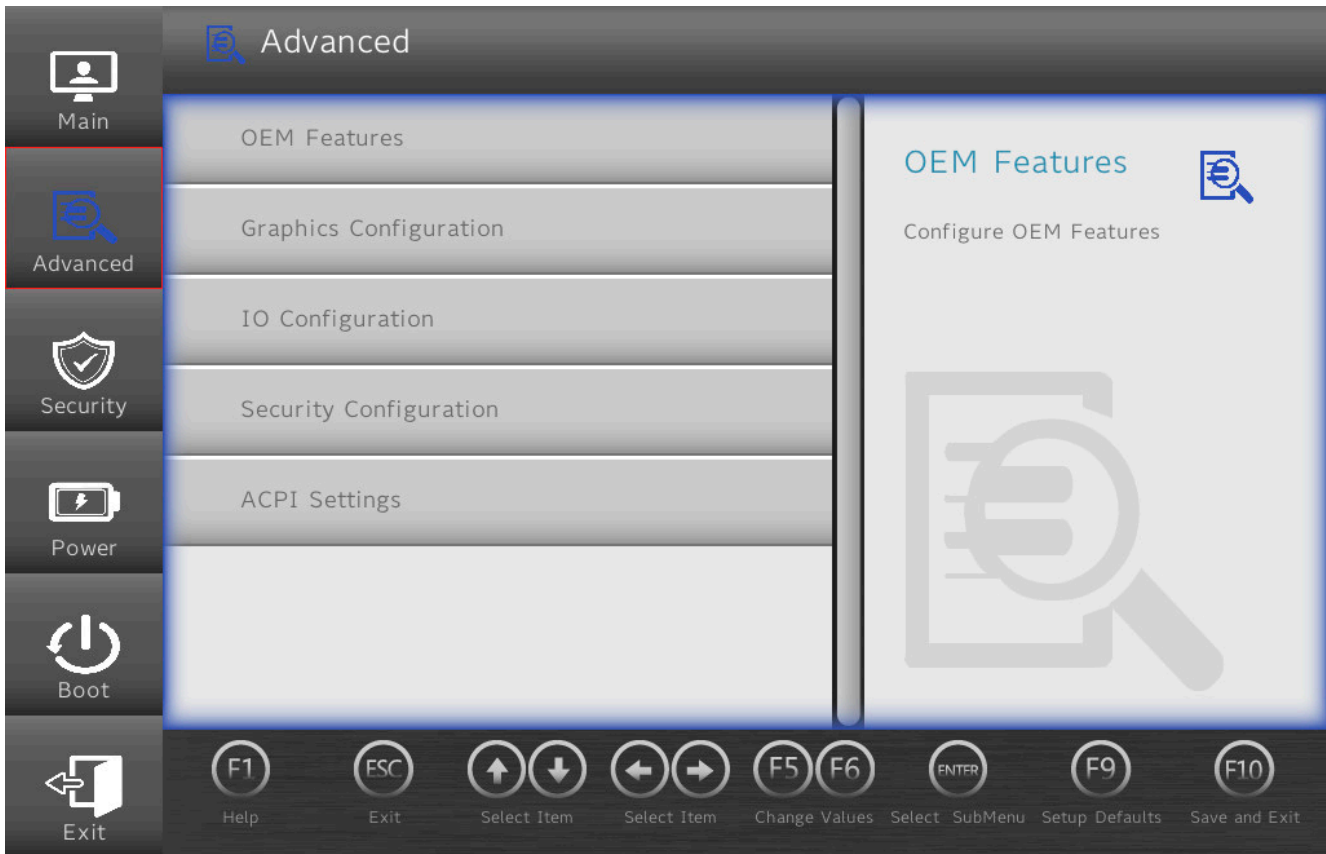 Advanced
Main
Advanced
Security
Power
Boot
Exit
OEM Features
Graphics Configuration
IO Configuration
Security Configuration
ACPI Settings
OEM Features
Configure OEM Features
F1
Help
ESC
Exit
Select Item
Select Item
F5 F6
Change Values
ENTER
Select SubMenu
F9
Setup Defaults
F10
Save and Exit